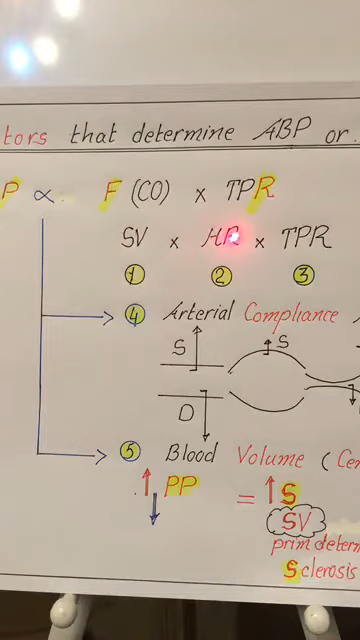 tors that determine ABP or
P ∝ F (CO) x TPR
SV x HR x TPR
1 2 3
4 Arterial Compliance
S S
D
5 Blood Volume (Cen
↑ ↓ PP = ↑ S
SV
prim determ
Sclerosis